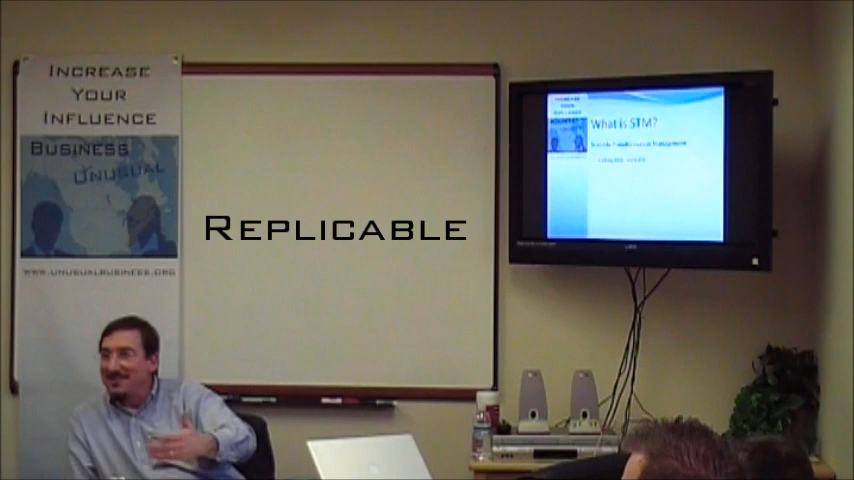 INCREASE
YOUR
INFLUENCE
BUSINESS
UNUSUAL
WWW.UNUSUALBUSINESS.ORG
REPLICABLE
What is STM?